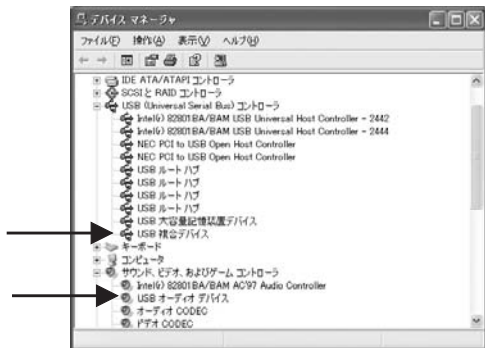 デバイス マネージャ
ファイル(F) 操作(A) 表示(V) ヘルプ(H)
IDE ATA/ATAPI コントローラ
SCSI と RAID コントローラ
USB (Universal Serial Bus) コントローラ
Intel(r) 82801BA/BAM USB Universal Host Controller - 2442
Intel(r) 82801BA/BAM USB Universal Host Controller - 2444
NEC PCI to USB Open Host Controller
NEC PCI to USB Open Host Controller
USB ルート ハブ
USB ルート ハブ
USB ルート ハブ
USB ルート ハブ
USB 大容量記憶装置デバイス
USB 複合デバイス
キーボード
コンピュータ
サウンド、ビデオ、およびゲーム コントローラ
Intel(r) 82801BA/BAM AC'97 Audio Controller
USB オーディオ デバイス
オーディオ CODEC
ビデオ CODEC